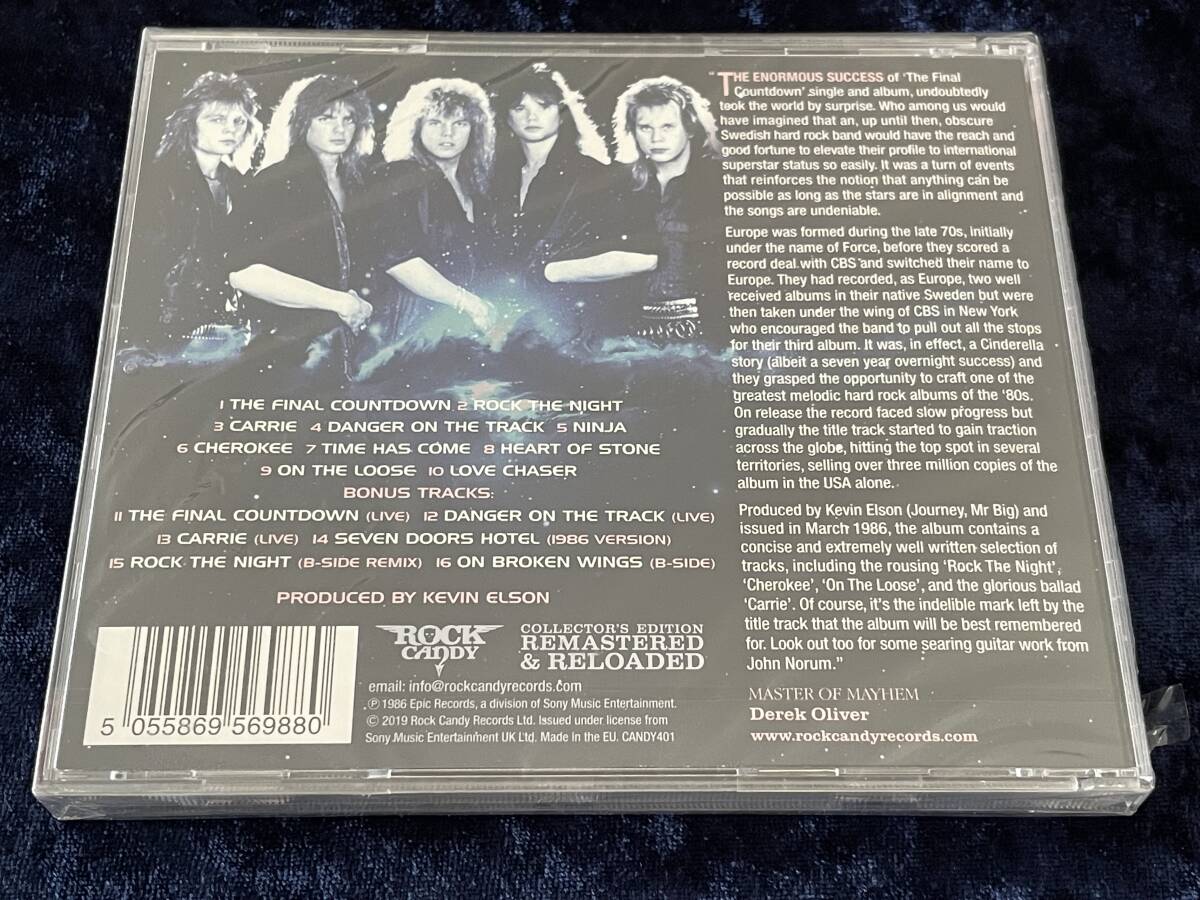 "THE ENORMOUS SUCCESS of 'The Final
Countdown' single and album, undoubtedly
took the world by surprise. Who among us would
have imagined that an, up until then, obscure
Swedish hard rock band would have the reach and
good fortune to elevate their profile to international
superstar status so easily. It was a turn of events
that reinforces the notion that anything can be
possible as long as the stars are in alignment and
the songs are undeniable.
Europe was formed during the late 70s, initially
under the name of Force, before they scored a
record deal with CBS and switched their name to
Europe. They had recorded, as Europe, two well
received albums in their native Sweden but were
then taken under the wing of CBS in New York
who encouraged the band to pull out all the stops
for their third album. It was, in effect, a Cinderella
story (albeit a seven year overnight success) and
they grasped the opportunity to craft one of the
greatest melodic hard rock albums of the '80s.
On release the record faced slow progress but
gradually the title track started to gain traction
across the globe, hitting the top spot in several
territories, selling over three million copies of the
album in the USA alone.
Produced by Kevin Elson (Journey, Mr Big) and
issued in March 1986, the album contains a
concise and extremely well written selection of
tracks, including the rousing 'Rock The Night',
'Cherokee', 'On The Loose', and the glorious ballad
'Carrie'. Of course, it's the indelible mark left by the
title track that the album will be best remembered
for. Look out too for some searing guitar work from
John Norum."
MASTER OF MAYHEM
Derek Oliver
www.rockcandyrecords.com
1 THE FINAL COUNTDOWN 2 ROCK THE NIGHT
3 CARRIE 4 DANGER ON THE TRACK 5 NINJA
6 CHEROKEE 7 TIME HAS COME 8 HEART OF STONE
9 ON THE LOOSE 10 LOVE CHASER
BONUS TRACKS:
11 THE FINAL COUNTDOWN (LIVE) 12 DANGER ON THE TRACK (LIVE)
13 CARRIE (LIVE) 14 SEVEN DOORS HOTEL (1986 VERSION)
15 ROCK THE NIGHT (B-SIDE REMIX) 16 ON BROKEN WINGS (B-SIDE)
PRODUCED BY KEVIN ELSON
ROCK
CANDY
COLLECTOR'S EDITION
REMASTERED
& RELOADED
email: info@rockcandyrecords.com
℗ 1986 Epic Records, a division of Sony Music Entertainment.
© 2019 Rock Candy Records Ltd. Issued under license from
Sony Music Entertainment UK Ltd. Made in the EU. CANDY401
5 055869 569880